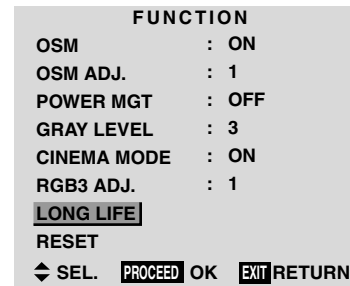 FUNCTION
OSM : ON
OSM ADJ. : 1
POWER MGT : OFF
GRAY LEVEL : 3
CINEMA MODE : ON
RGB3 ADJ. : 1
LONG LIFE
RESET
SEL. PROCEED OK EXIT RETURN